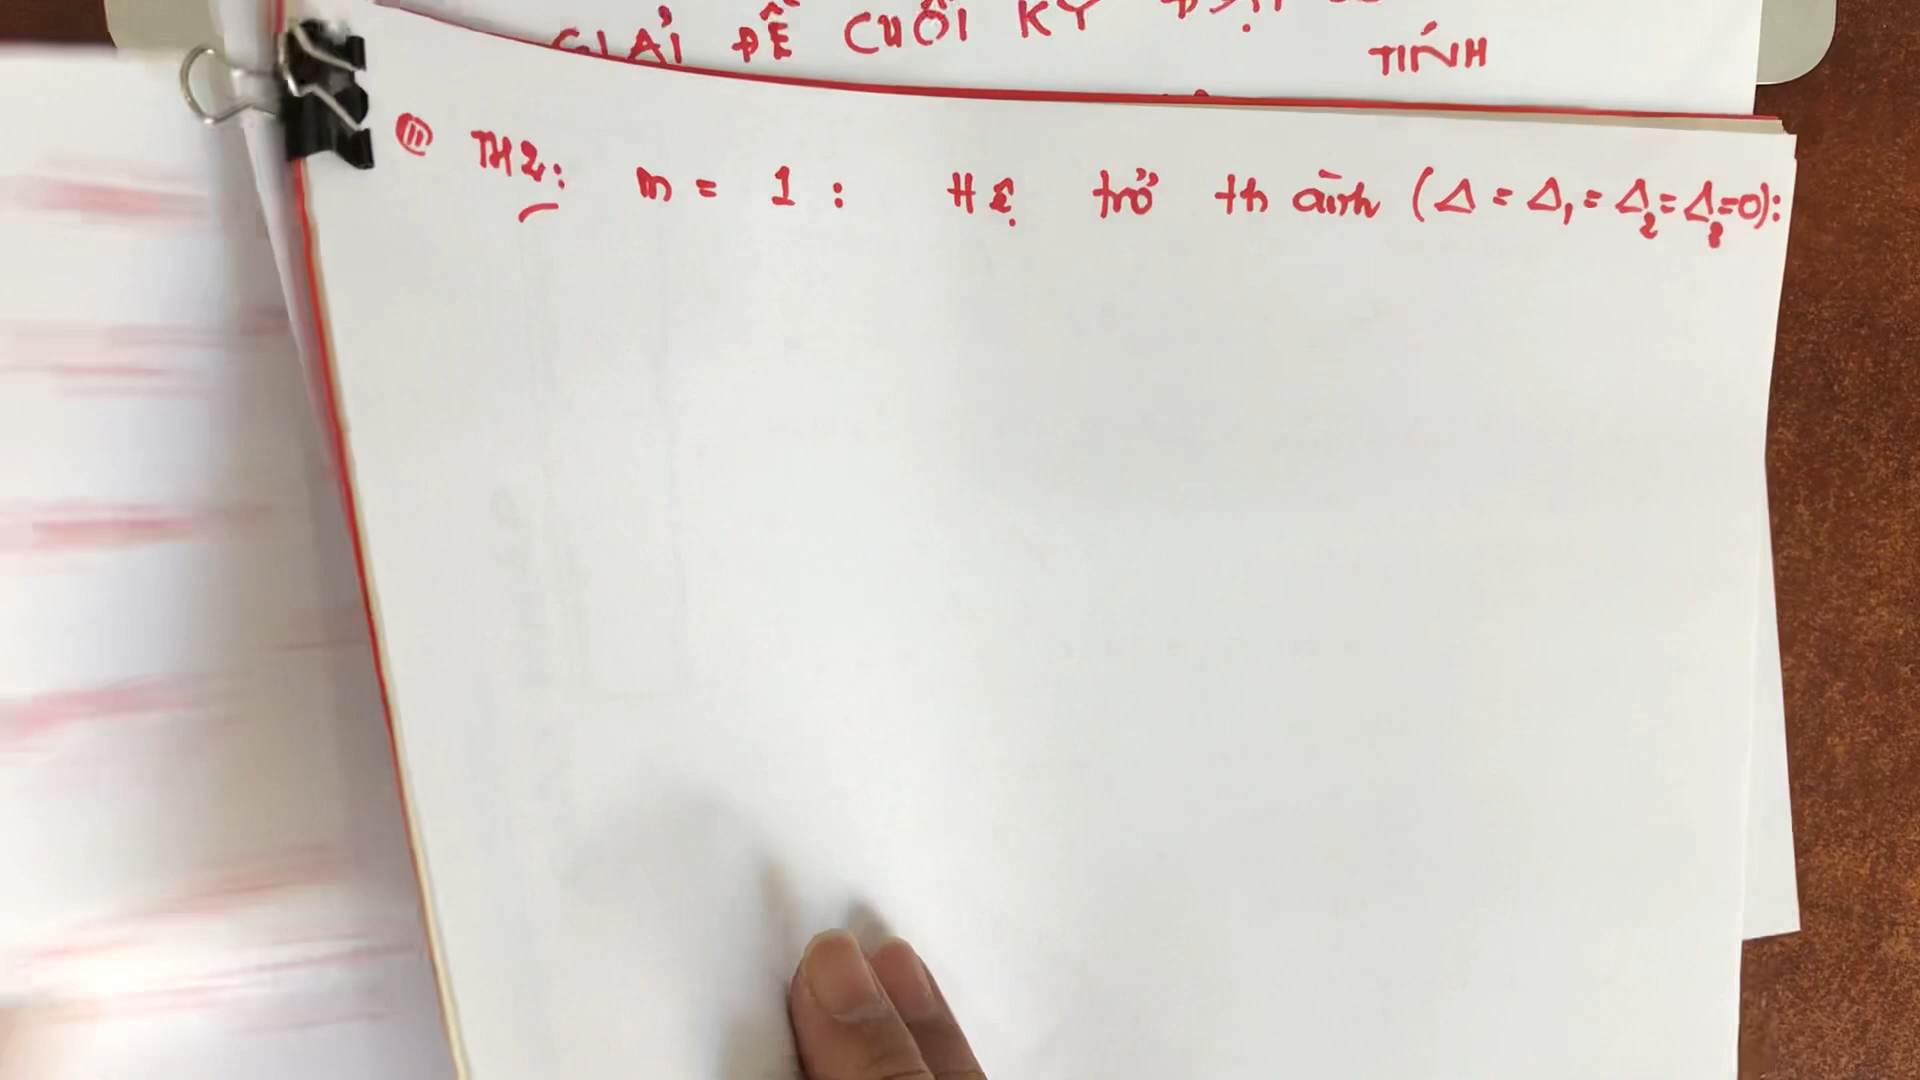 GIẢI ĐỀ CUỐI KỲ
TÍNH
TH2: m = 1 : Hệ trở thành (Δ = Δ₁ = Δ₂ = Δ₃ = 0):